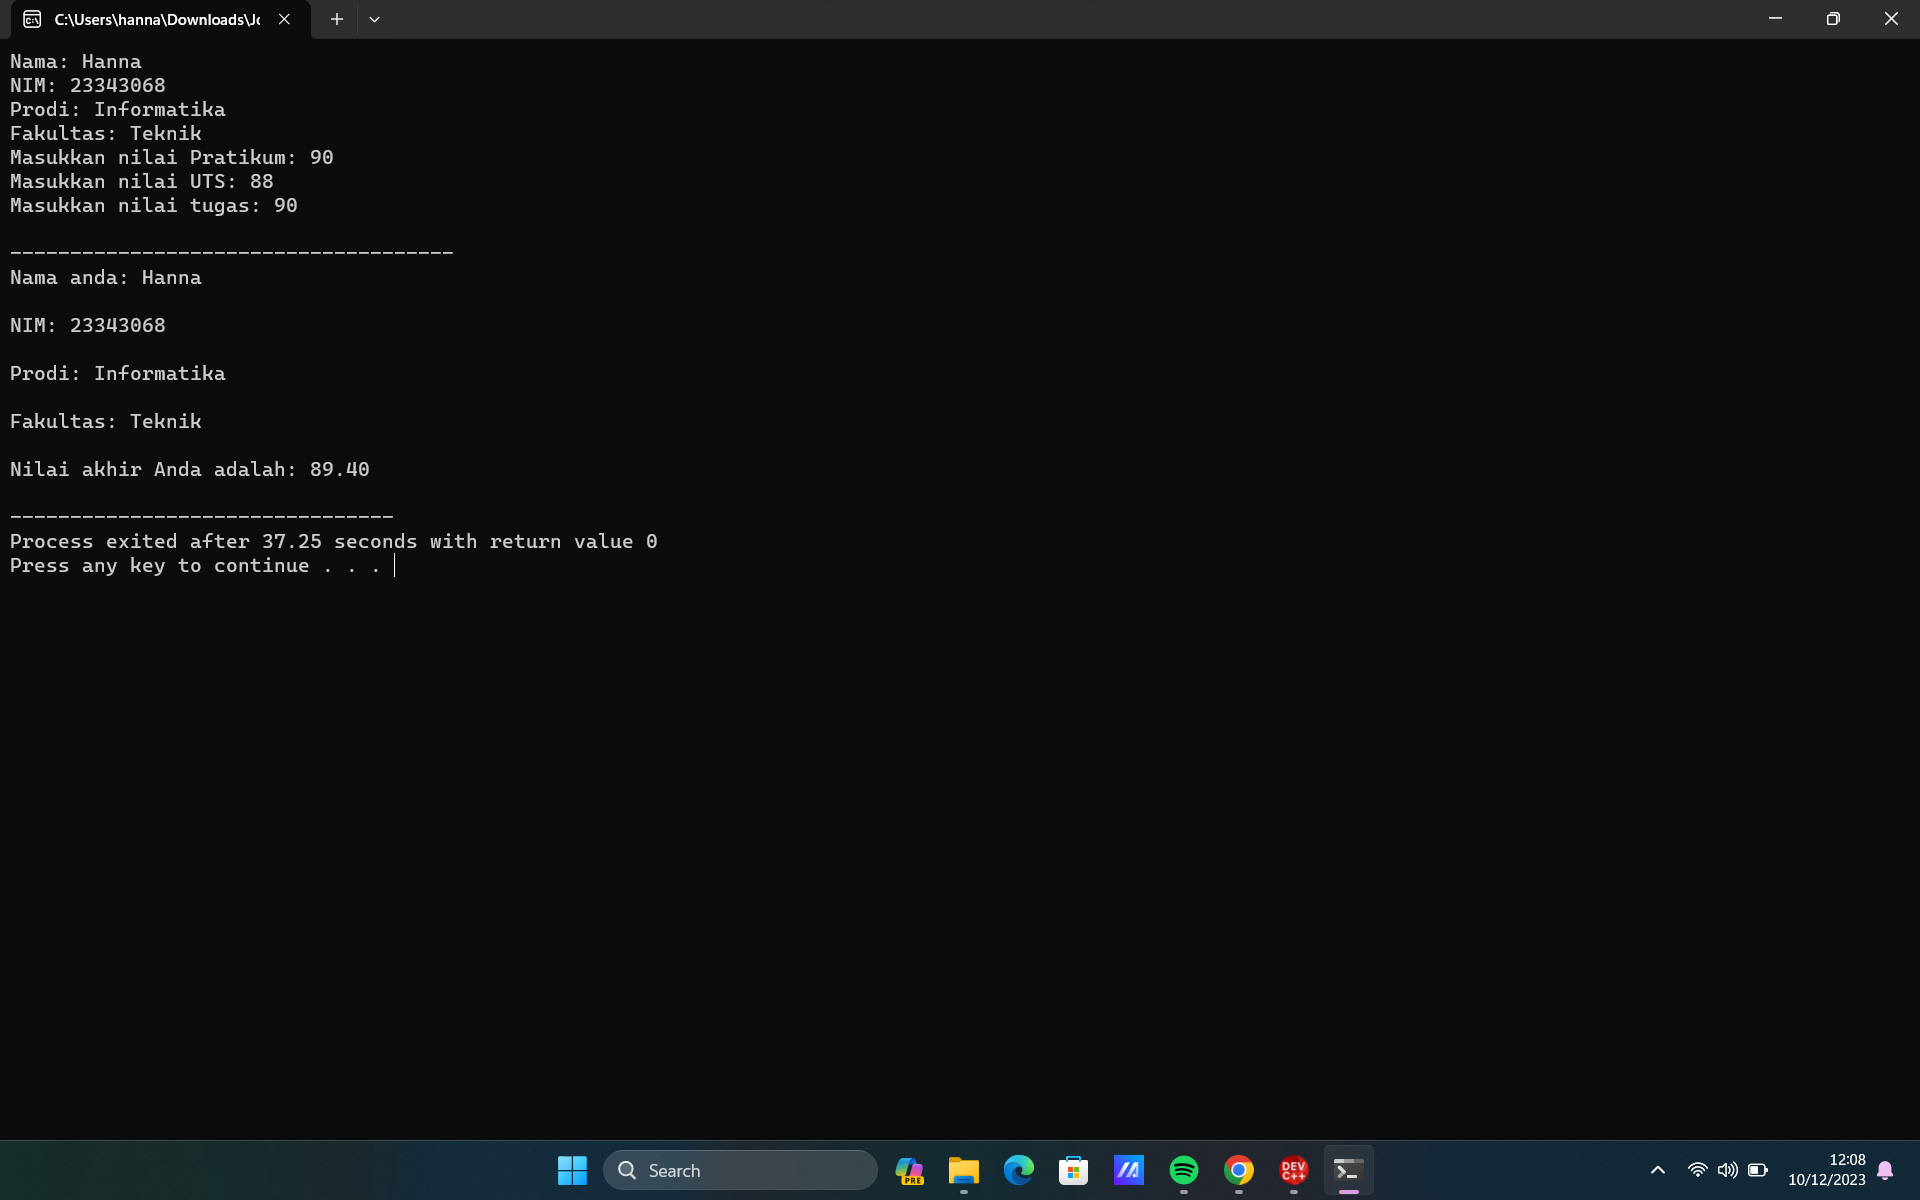 C:\Users\hanna\Downloads\Jo
Nama: Hanna
NIM: 23343068
Prodi: Informatika
Fakultas: Teknik
Masukkan nilai Pratikum: 90
Masukkan nilai UTS: 88
Masukkan nilai tugas: 90
-------------------------------------
Nama anda: Hanna
NIM: 23343068
Prodi: Informatika
Fakultas: Teknik
Nilai akhir Anda adalah: 89.40
--------------------------------
Process exited after 37.25 seconds with return value 0
Press any key to continue . . .
Search
PRE
DEV
C++
12:08
10/12/2023